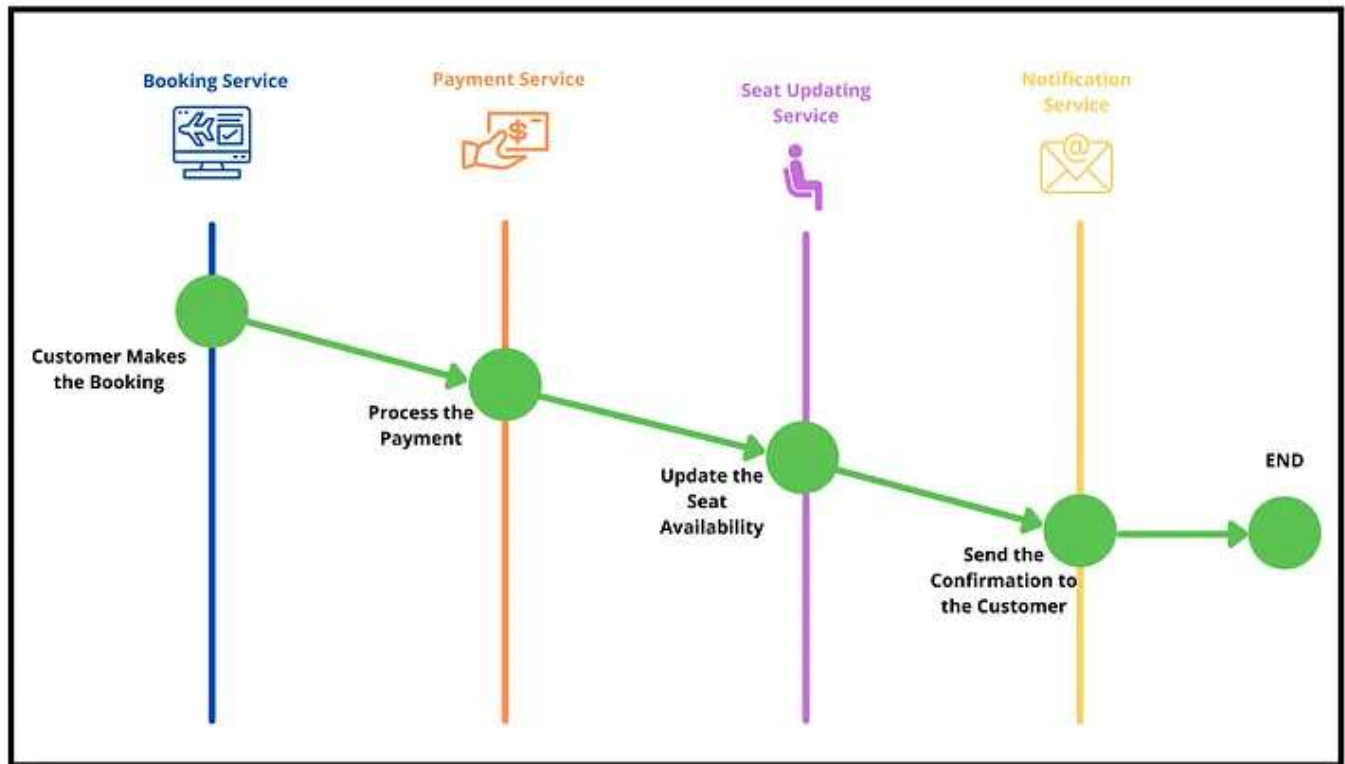 Booking Service
Payment Service
Seat Updating
Service
Notification
Service
$
@
Customer Makes
the Booking
Process the
Payment
Update the
Seat
Availability
Send the
Confirmation to
the Customer
END